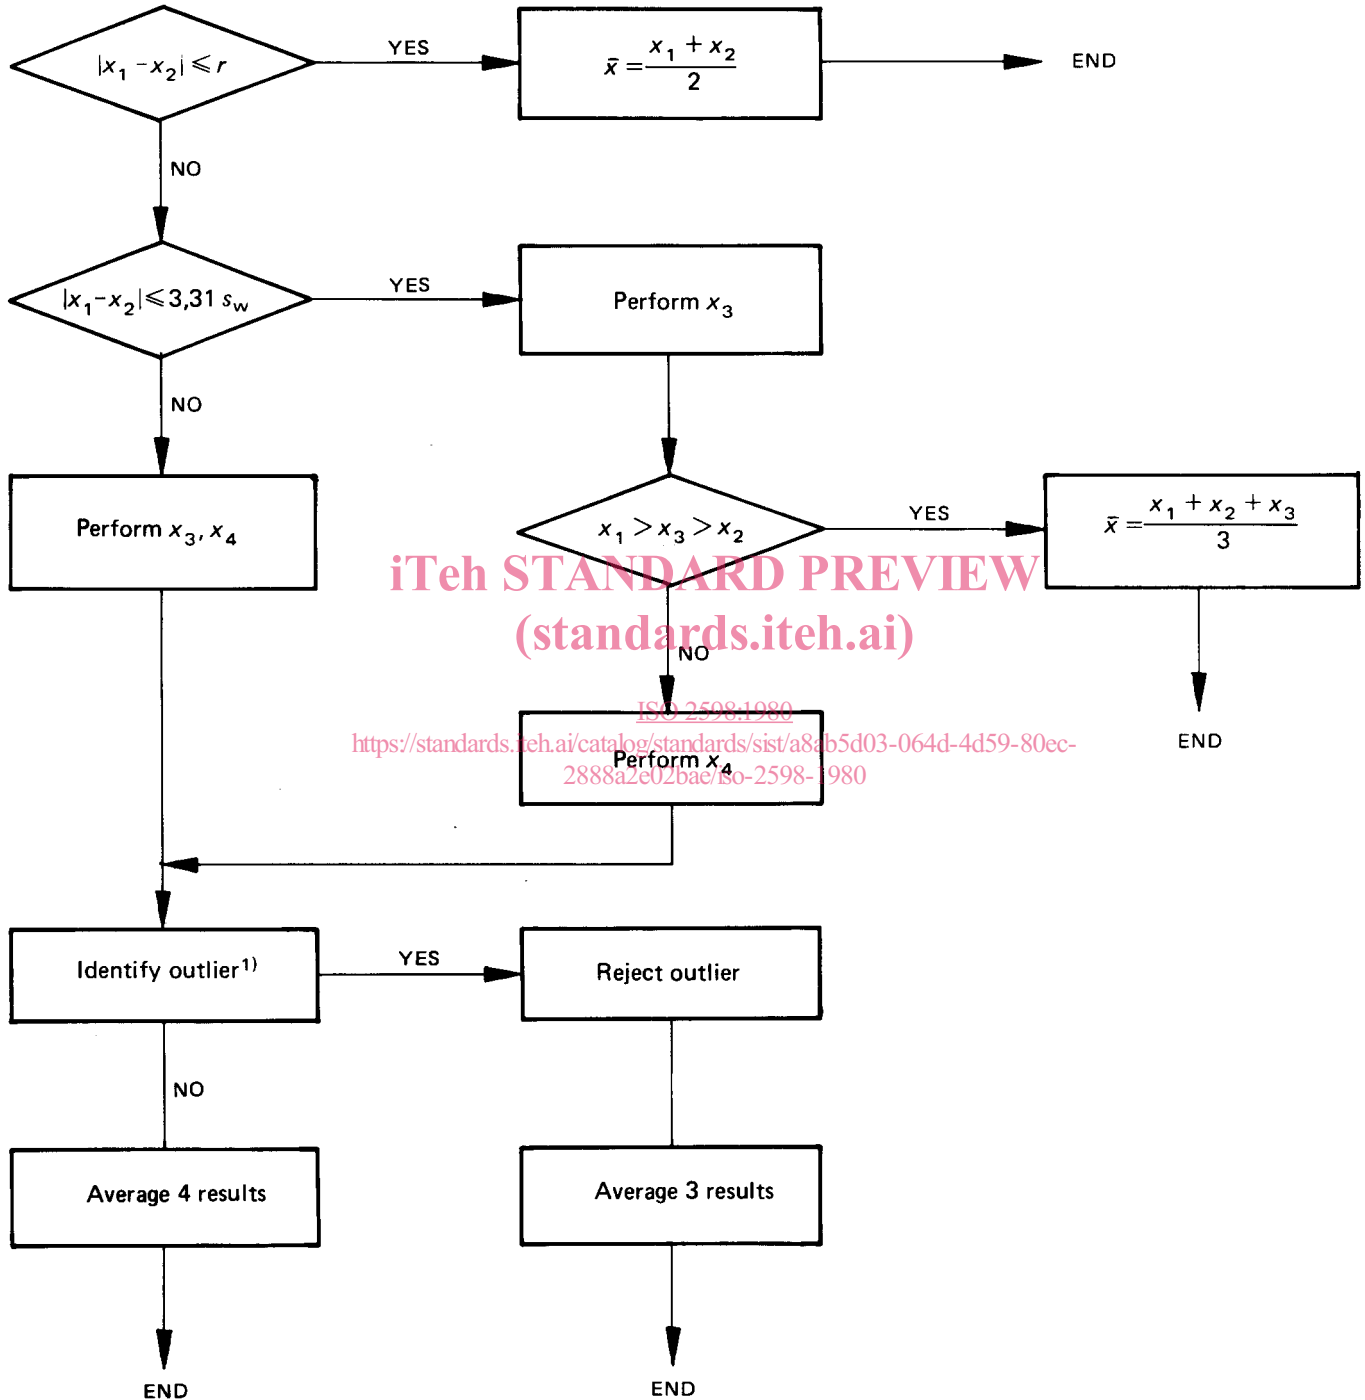 |x₁ - x₂| ⩽ r
YES
x̄ = (x₁ + x₂)/2
END
NO
|x₁ - x₂| ⩽ 3,31 s_w
YES
Perform x₃
NO
Perform x₃, x₄
x₁ > x₃ > x₂
YES
x̄ = (x₁ + x₂ + x₃)/3
iTeh STANDARD PREVIEW
(standards.iteh.ai)
NO
ISO 2598:1980
https://standards.iteh.ai/catalog/standards/sist/a8ab5d03-064d-4d59-80ec-
2888a2e02bae/iso-2598-1980
Perform x₄
END
Identify outlier¹⁾
YES
Reject outlier
NO
Average 4 results
Average 3 results
END
END